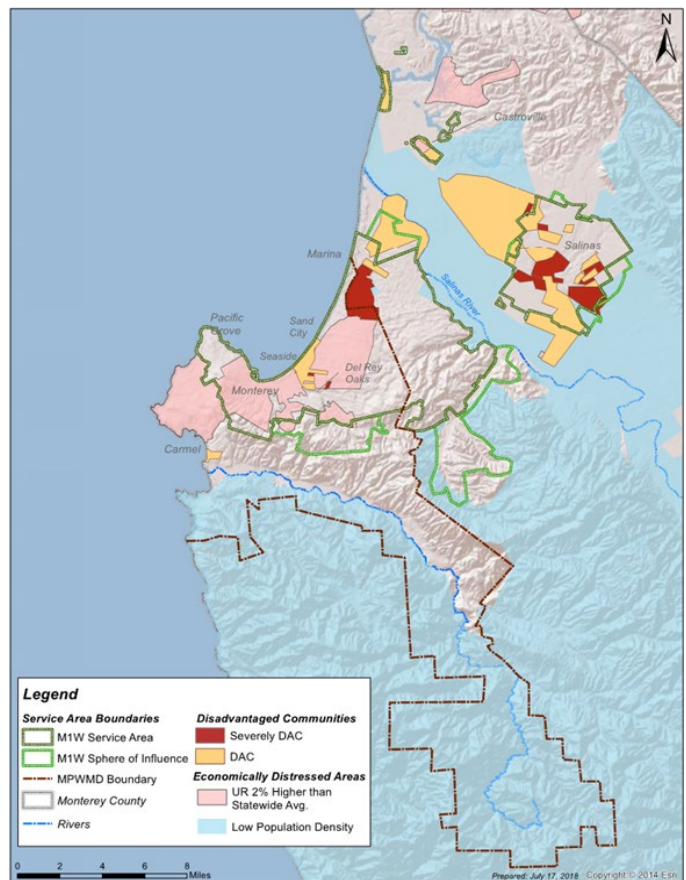 N
Castroville
Marina
Salinas
Salinas River
Pacific
Grove
Sand
City
Seaside
Del Rey
Oaks
Monterey
Carmel
Legend
Service Area Boundaries
M1W Service Area
M1W Sphere of Influence
MPWMD Boundary
Monterey County
Rivers
Disadvantaged Communities
Severely DAC
DAC
Economically Distressed Areas
UR 2% Higher than
Statewide Avg.
Low Population Density
0 2 4 6 8
Miles
Prepared: July 17, 2018 Copyright © 2014 Esri